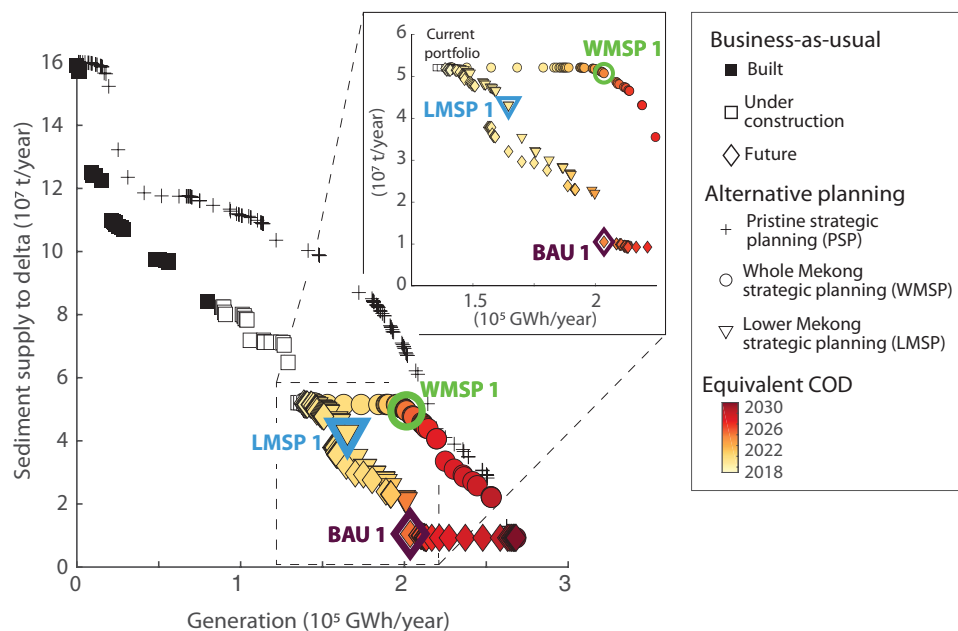 Sediment supply to delta (10⁷ t/year)
16
14
12
10
8
6
4
2
0
0
1
2
3
Generation (10⁵ GWh/year)
WMSP 1
LMSP 1
BAU 1
(10⁷ t/year)
6
5
4
3
2
1
0
1.5
2
(10⁵ GWh/year)
Current
portfolio
WMSP 1
LMSP 1
BAU 1
Business-as-usual
Built
Under
construction
Future
Alternative planning
Pristine strategic
planning (PSP)
Whole Mekong
strategic planning (WMSP)
Lower Mekong
strategic planning (LMSP)
Equivalent COD
2030
2026
2022
2018